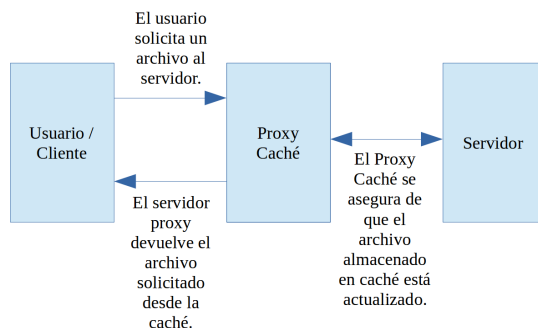 El usuario
solicita un
archivo al
servidor.
Usuario /
Cliente
Proxy
Caché
Servidor
El servidor
proxy
devuelve el
archivo
solicitado
desde la
caché.
El Proxy
Caché se
asegura de
que el
archivo
almacenado
en caché está
actualizado.